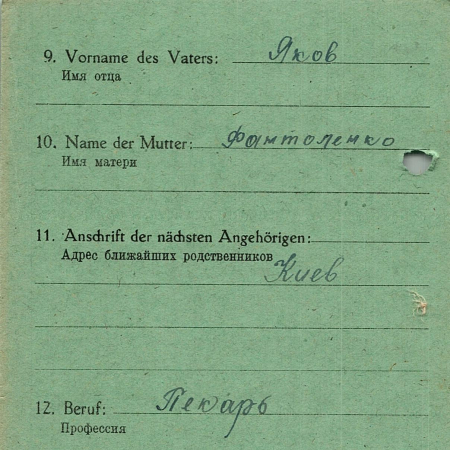 9. Vorname des Vaters: Яков
Имя отца
10. Name der Mutter: Фантоленко
Имя матери
11. Anschrift der nächsten Angehörigen:
Адрес ближайших родственников Киев
12. Beruf: Пекарь
Профессия